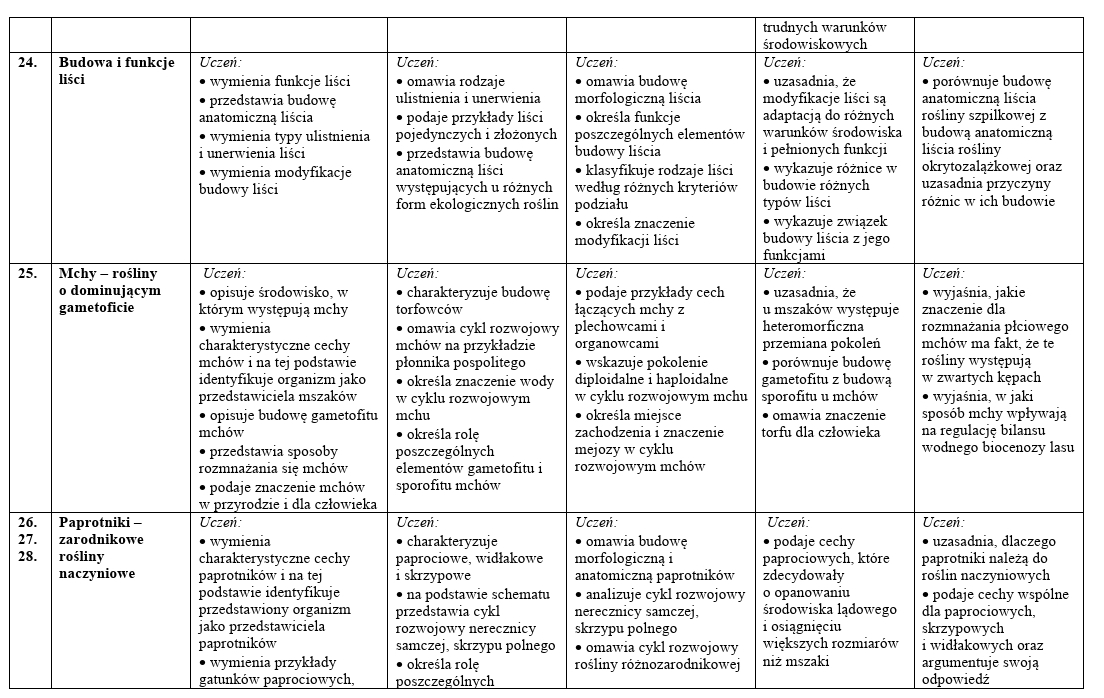 trudnych warunków
środowiskowych
24.
Budowa i funkcje
liści
Uczeń:
• wymienia funkcje liści
• przedstawia budowę
anatomiczną liścia
• wymienia typy ulistnienia
i unerwienia liści
• wymienia modyfikacje
budowy liści
Uczeń:
• omawia rodzaje
ulistnienia i unerwienia
• podaje przykłady liści
pojedynczych i złożonych
• przedstawia budowę
anatomiczną liści
występujących u różnych
form ekologicznych roślin
Uczeń:
• omawia budowę
morfologiczną liścia
• określa funkcje
poszczególnych elementów
budowy liścia
• klasyfikuje rodzaje liści
według różnych kryteriów
podziału
• określa znaczenie
modyfikacji liści
Uczeń:
• uzasadnia, że
modyfikacje liści są
adaptacją do różnych
warunków środowiska
i pełnionych funkcji
• wykazuje różnice w
budowie różnych
typów liści
• wykazuje związek
budowy liścia z jego
funkcjami
Uczeń:
• porównuje budowę
anatomiczną liścia
rośliny szpilkowej z
budową anatomiczną
liścia rośliny
okrytozalążkowej oraz
uzasadnia przyczyny
różnic w ich budowie
25.
Mchy – rośliny
o dominującym
gametoficie
Uczeń:
• opisuje środowisko, w
którym występują mchy
• wymienia
charakterystyczne cechy
mchów i na tej podstawie
identyfikuje organizm jako
przedstawiciela mszaków
• opisuje budowę gametofitu
mchów
• przedstawia sposoby
rozmnażania się mchów
• podaje znaczenie mchów
w przyrodzie i dla człowieka
Uczeń:
• charakteryzuje budowę
torfowców
• omawia cykl rozwojowy
mchów na przykładzie
płonnika pospolitego
• określa znaczenie wody
w cyklu rozwojowym
mchu
• określa rolę
poszczególnych
elementów gametofitu i
sporofitu mchów
Uczeń:
• podaje przykłady cech
łączących mchy z
plechowcami i
organowcami
• wskazuje pokolenie
diploidalne i haploidalne
w cyklu rozwojowym mchu
• określa miejsce
zachodzenia i znaczenie
mejozy w cyklu
rozwojowym mchów
Uczeń:
• uzasadnia, że
u mszaków występuje
heteromorficzna
przemiana pokoleń
• porównuje budowę
gametofitu z budową
sporofitu u mchów
• omawia znaczenie
torfu dla człowieka
Uczeń:
• wyjaśnia, jakie
znaczenie dla
rozmnażania płciowego
mchów ma fakt, że te
rośliny występują
w zwartych kępach
• wyjaśnia, w jaki
sposób mchy wpływają
na regulację bilansu
wodnego biocenozy lasu
26.
27.
28.
Paprotniki –
zarodnikowe
rośliny
naczyniowe
Uczeń:
• wymienia
charakterystyczne cechy
paprotników i na tej
podstawie identyfikuje
przedstawiony organizm
jako przedstawiciela
paprotników
• wymienia przykłady
gatunków paprociowych,
Uczeń:
• charakteryzuje
paprociowe, widłakowe
i skrzypowe
• na podstawie schematu
przedstawia cykl
rozwojowy nerecznicy
samczej, skrzypu polnego
• określa rolę
poszczególnych
Uczeń:
• omawia budowę
morfologiczną i
anatomiczną paprotników
• analizuje cykl rozwojowy
nerecznicy samczej,
skrzypu polnego
• omawia cykl rozwojowy
rośliny różnozarodnikowej
Uczeń:
• podaje cechy
paprociowych, które
zdecydowały
o opanowaniu
środowiska lądowego
i osiągnięciu
większych rozmiarów
niż mszaki
Uczeń:
• uzasadnia, dlaczego
paprotniki należą do
roślin naczyniowych
• podaje cechy wspólne
dla paprociowych,
skrzypowych
i widłakowych oraz
argumentuje swoją
odpowiedź